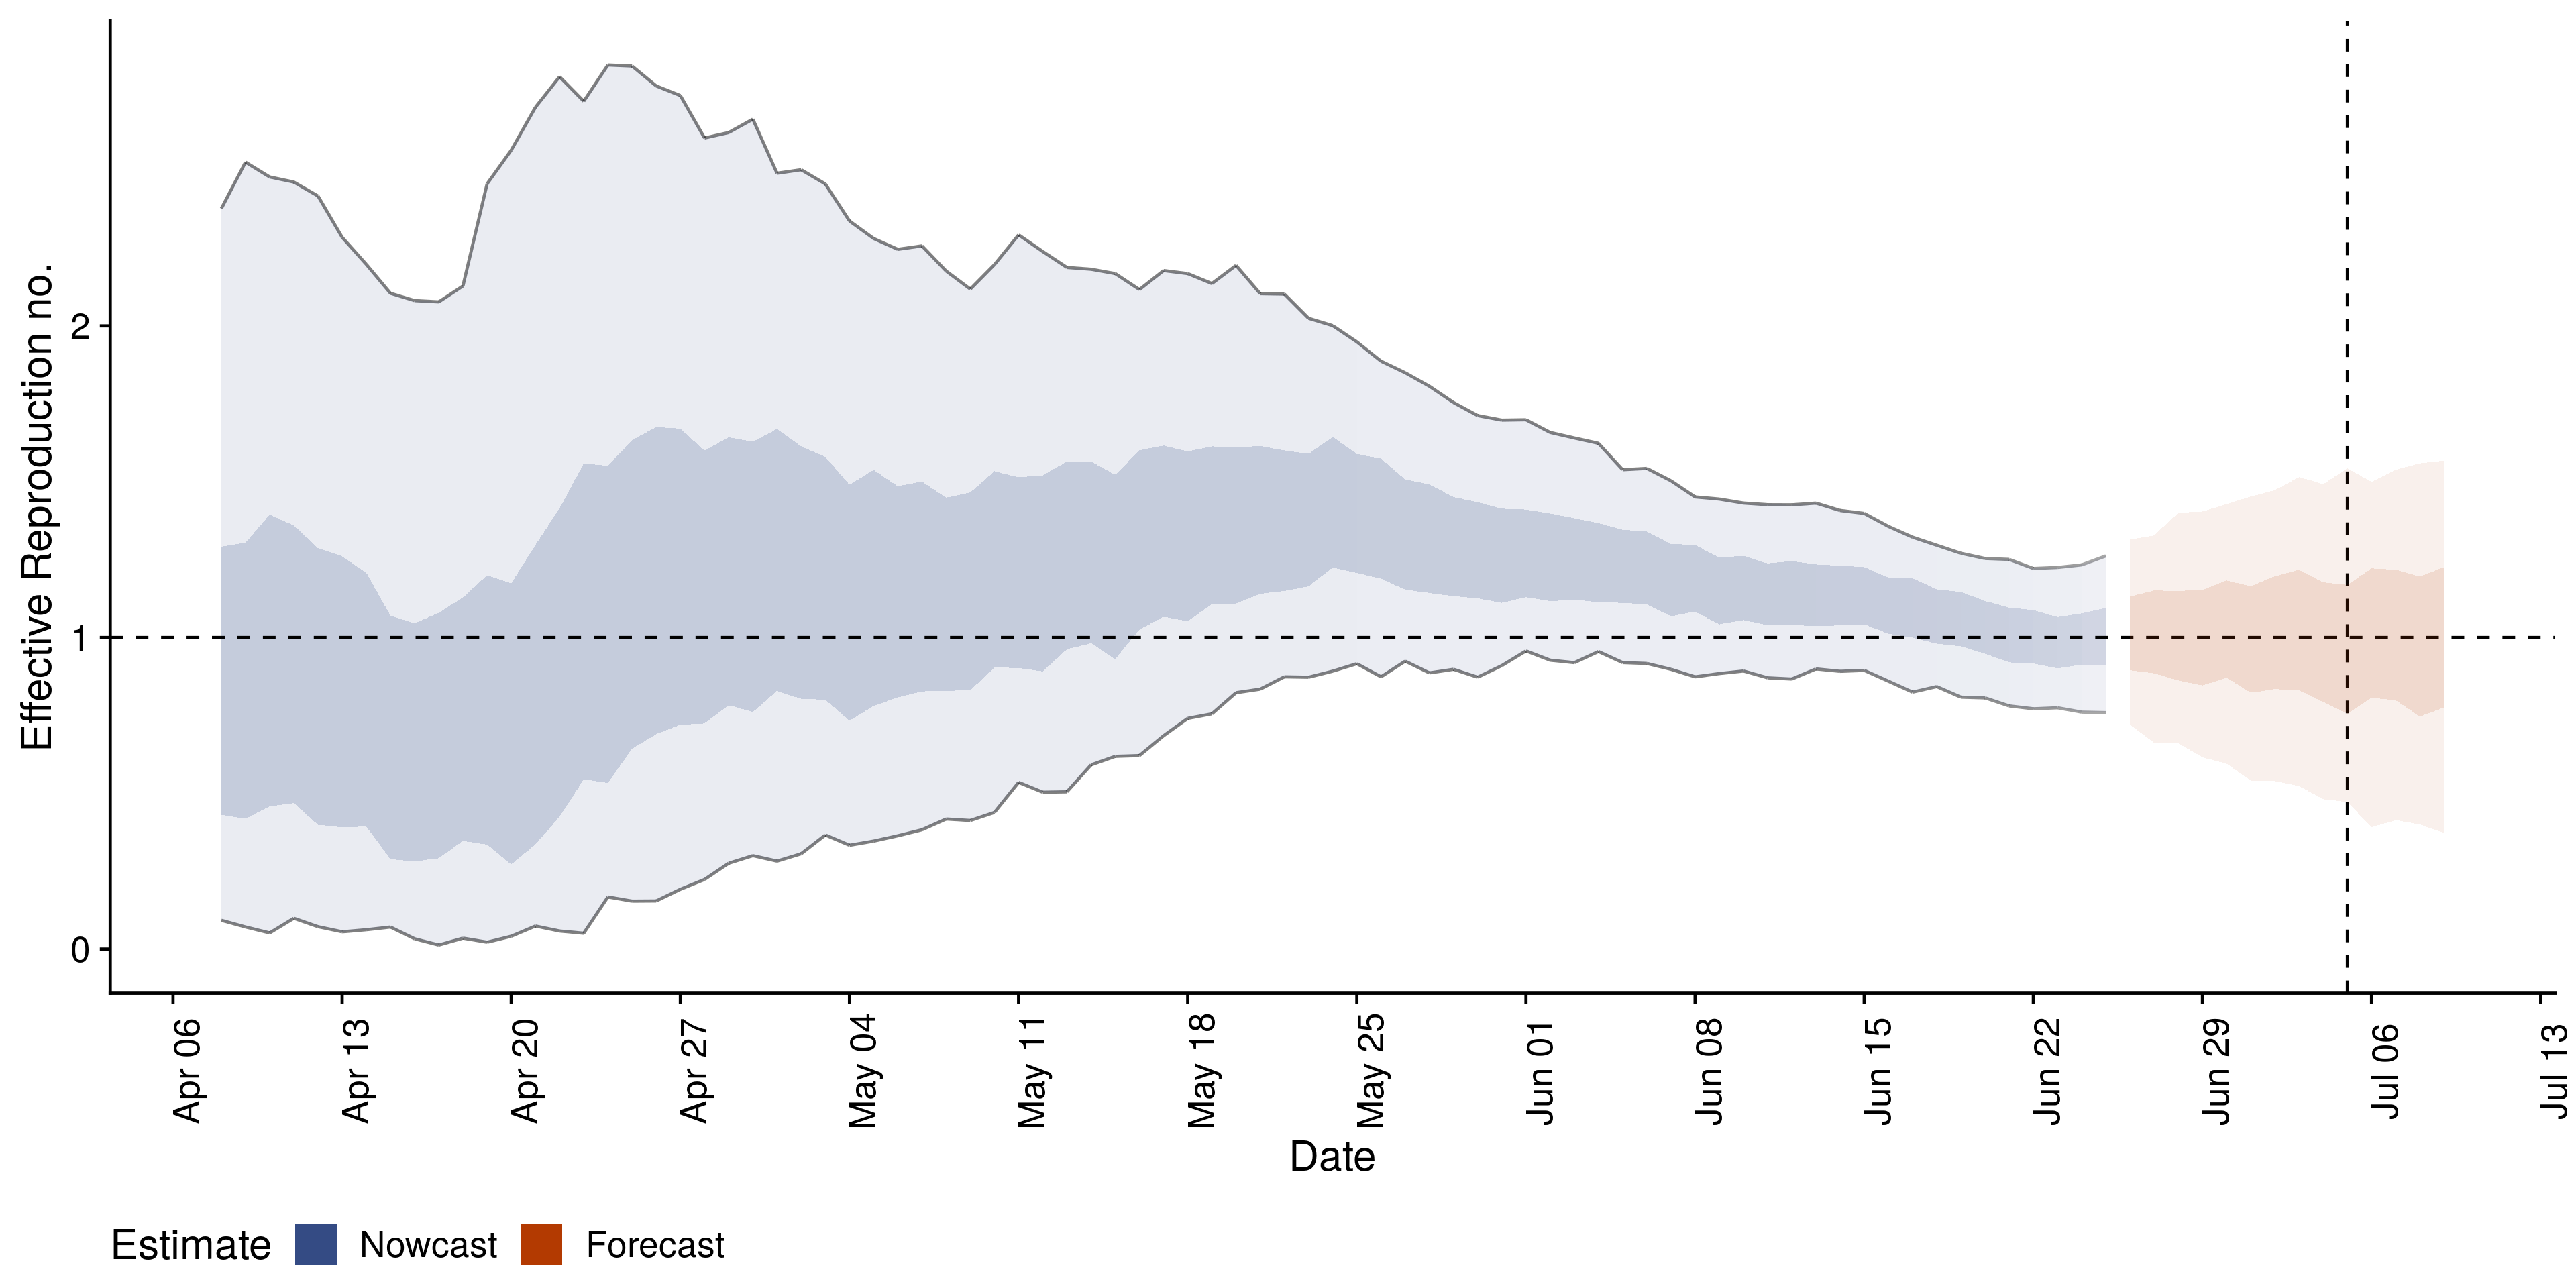 Effective Reproduction no.
2
1
0
Apr 06
Apr 13
Apr 20
Apr 27
May 04
May 11
May 18
May 25
Jun 01
Jun 08
Jun 15
Jun 22
Jun 29
Jul 06
Jul 13
Date
Estimate Nowcast Forecast